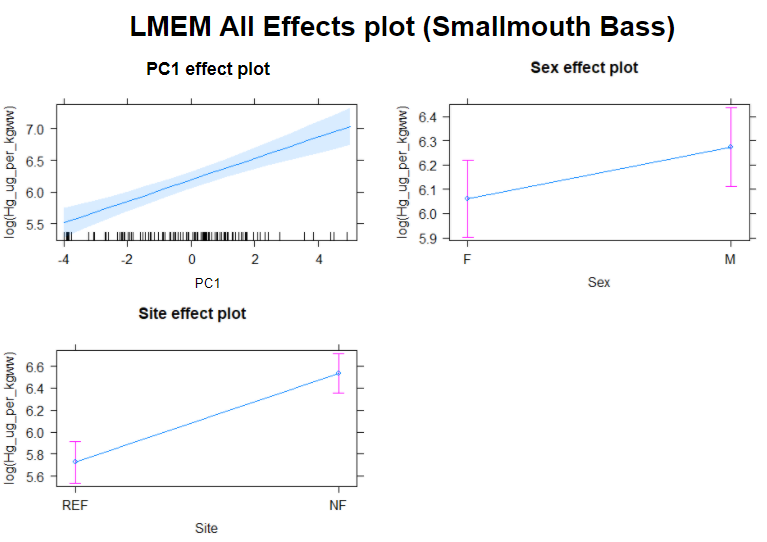 LMEM All Effects plot (Smallmouth Bass)
PC1 effect plot
log(Hg_ug_per_kgww)
7.0
6.5
6.0
5.5
-4 -2 0 2 4
PC1
Sex effect plot
log(Hg_ug_per_kgww)
6.4
6.3
6.2
6.1
6.0
5.9
F M
Sex
Site effect plot
log(Hg_ug_per_kgww)
6.6
6.4
6.2
6.0
5.8
5.6
REF NF
Site